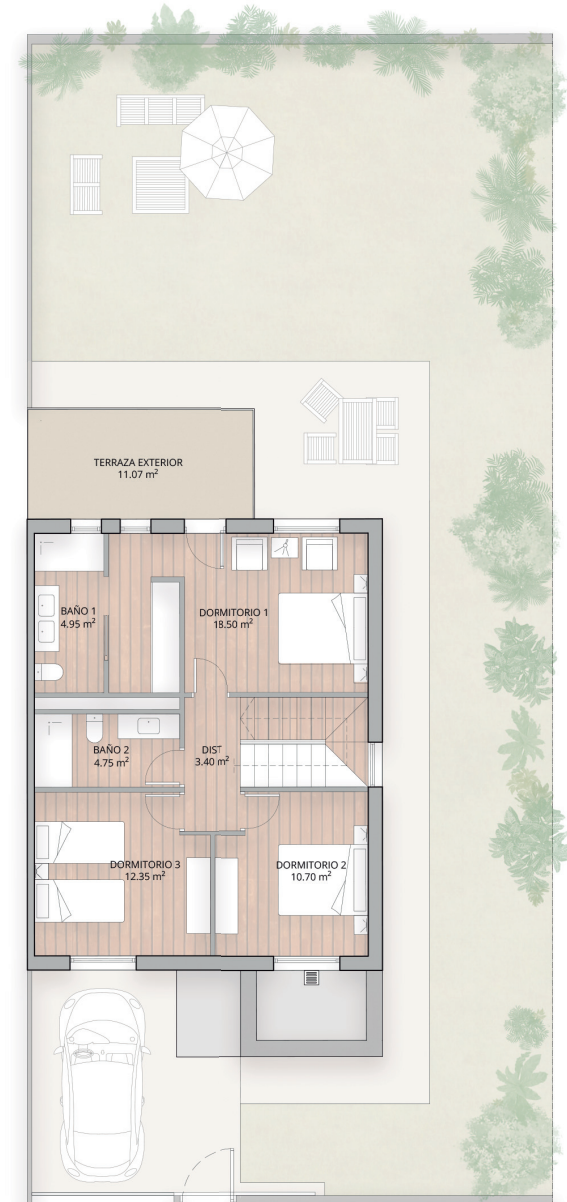 TERRAZA EXTERIOR
11.07 m²
BAÑO 1
4.95 m²
DORMITORIO 1
18.50 m²
BAÑO 2
4.75 m²
DIST
3.40 m²
DORMITORIO 3
12.35 m²
DORMITORIO 2
10.70 m²